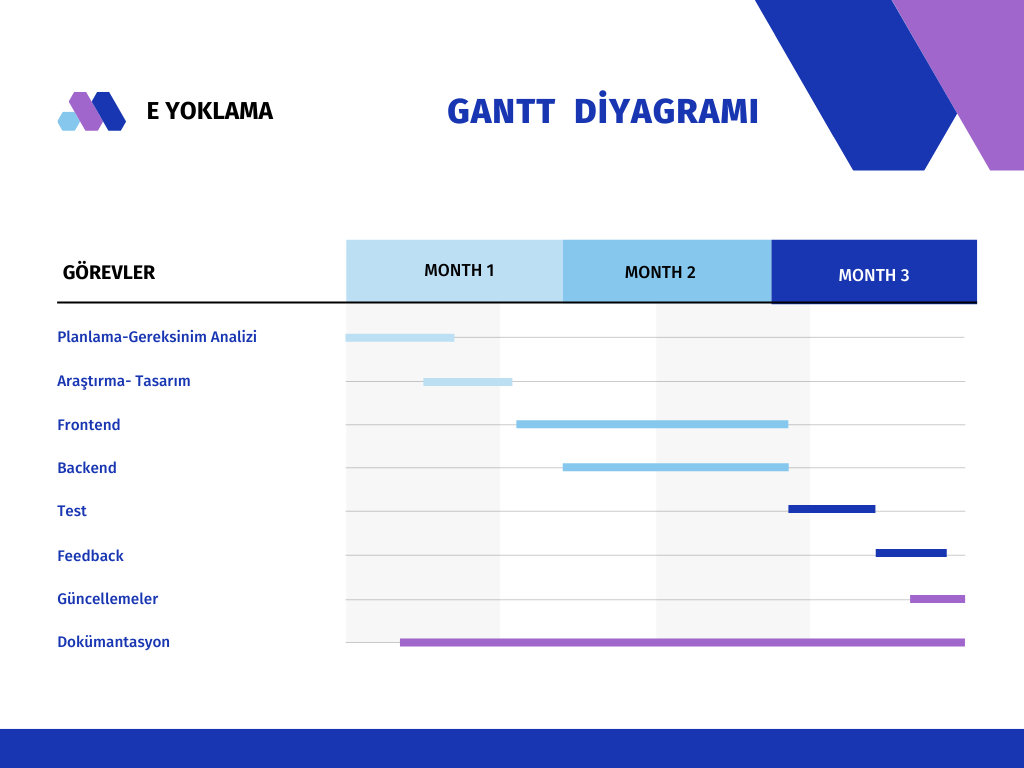 E YOKLAMA
GANTT DİYAGRAMI
GÖREVLER
MONTH 1
MONTH 2
MONTH 3
Planlama-Gereksinim Analizi
Araştırma- Tasarım
Frontend
Backend
Test
Feedback
Güncellemeler
Dokümantasyon